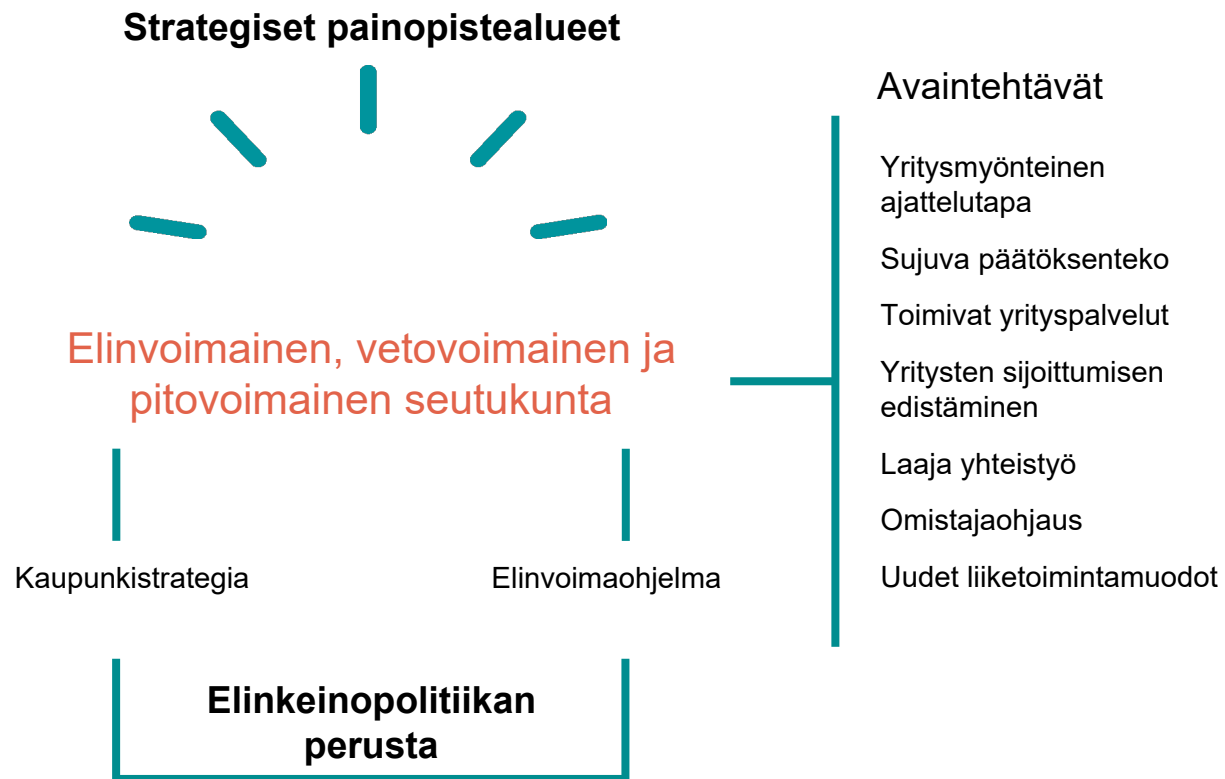 Strategiset painopistealueet
Avaintehtävät
Yritysmyönteinen
ajattelutapa
Sujuva päätöksenteko
Toimivat yrityspalvelut
Yritysten sijoittumisen
edistäminen
Laaja yhteistyö
Omistajaohjaus
Uudet liiketoimintamuodot
Elinvoimainen, vetovoimainen ja
pitovoimainen seutukunta
Kaupunkistrategia
Elinvoimaohjelma
Elinkeinopolitiikan
perusta